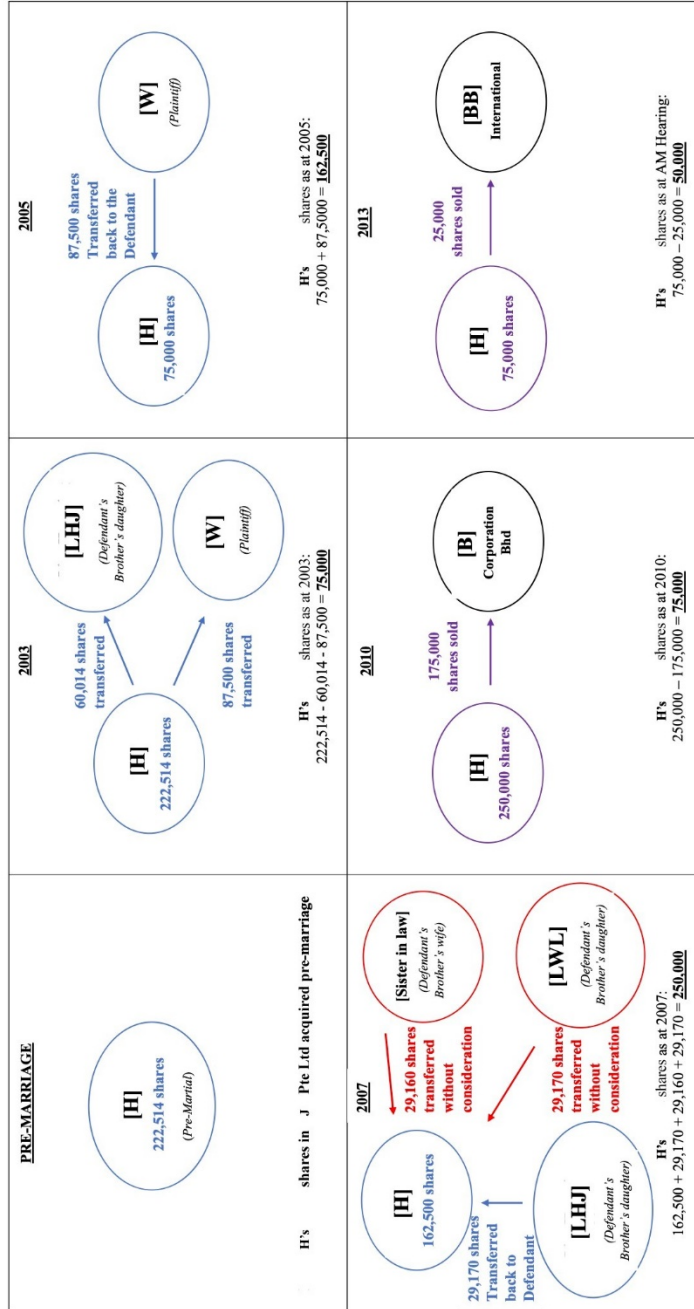 PRE-MARRIAGE
[H]
222,514 shares
(Pre-Martial)
H's shares in J Pte Ltd acquired pre-marriage
2003
[H]
222,514 shares
60,014 shares
transferred
[LHJ]
(Defendant's
Brother's daughter)
87,500 shares
transferred
[W]
(Plaintiff)
H's shares as at 2003:
222,514 - 60,014 - 87,500 = 75,000
2005
[H]
75,000 shares
87,500 shares
Transferred
back to the
Defendant
[W]
(Plaintiff)
H's shares as at 2005:
75,000 + 87,5000 = 162,500
2007
[H]
162,500 shares
29,160 shares
transferred
without
consideration
[Sister in law]
(Defendant's
Brother's wife)
29,170 shares
Transferred
back to
Defendant
[LHJ]
(Defendant's
Brother's daughter)
29,170 shares
transferred
without
consideration
[LWL]
(Defendant's
Brother's daughter)
H's shares as at 2007:
162,500 + 29,170 + 29,160 + 29,170 = 250,000
2010
[H]
250,000 shares
175,000
shares sold
[B]
Corporation
Bhd
H's shares as at 2010:
250,000 – 175,000 = 75,000
2013
[H]
75,000 shares
25,000
shares sold
[BB]
International
H's shares as at AM Hearing:
75,000 – 25,000 = 50,000